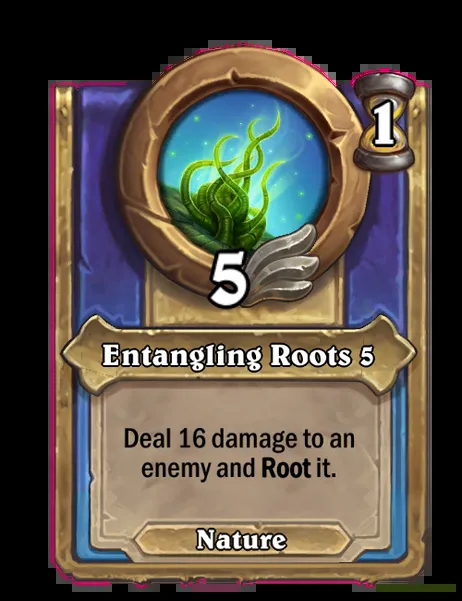 1
5
Entangling Roots 5
Deal 16 damage to an
enemy and Root it.
Nature